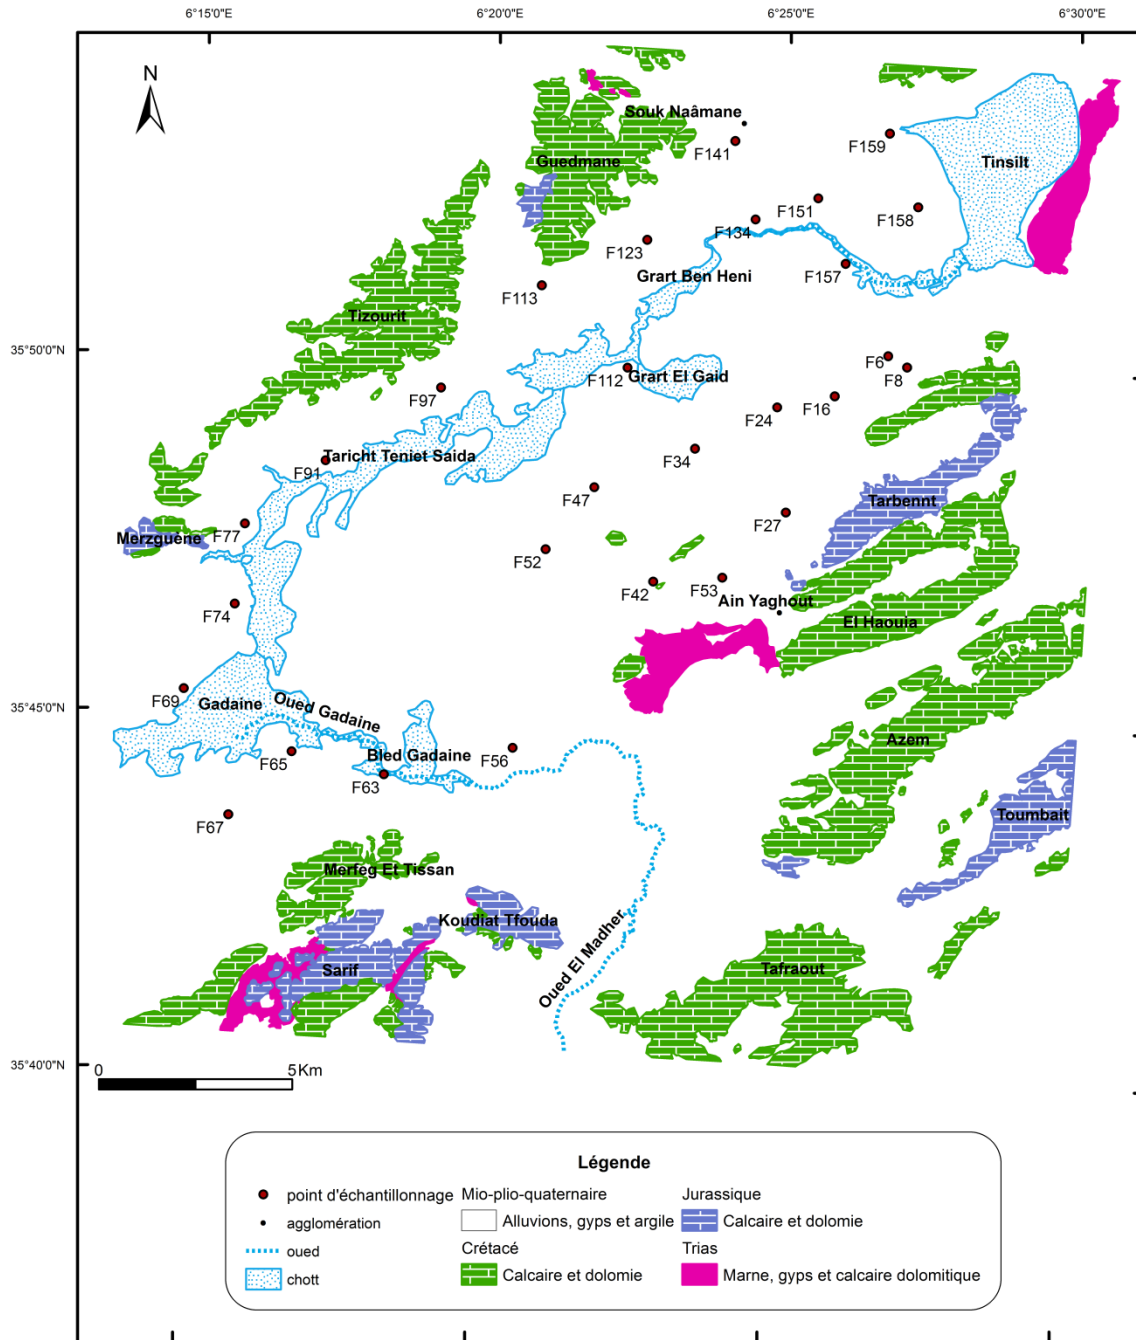 6°15'0"E
6°20'0"E
6°25'0"E
6°30'0"E
N
Souk Naâmane
F141
F159
Guedmane
Tinsilt
F151
F158
F134
F123
Grart Ben Heni
F157
F113
Tizourit
35°50'0"N
F6
F8
F112
Grart El Gaid
F97
F16
F24
Taricht Teniet Saida
F91
F34
F47
Tarbennt
F27
Merzguène
F77
F52
F42
F53
Ain Yaghout
F74
El Haouia
F69
Gadaine
Oued Gadaine
35°45'0"N
Azem
F65
Bled Gadaine
F56
F63
F67
Toumbait
Merfeg Et Tissan
Koudiat Tfouda
Oued El Madher
Sarif
Tafraout
35°40'0"N
0
5Km
Légende
point d'échantillonnage
agglomération
oued
chott
Mio-plio-quaternaire
Alluvions, gyps et argile
Crétacé
Calcaire et dolomie
Jurassique
Calcaire et dolomie
Trias
Marne, gyps et calcaire dolomitique